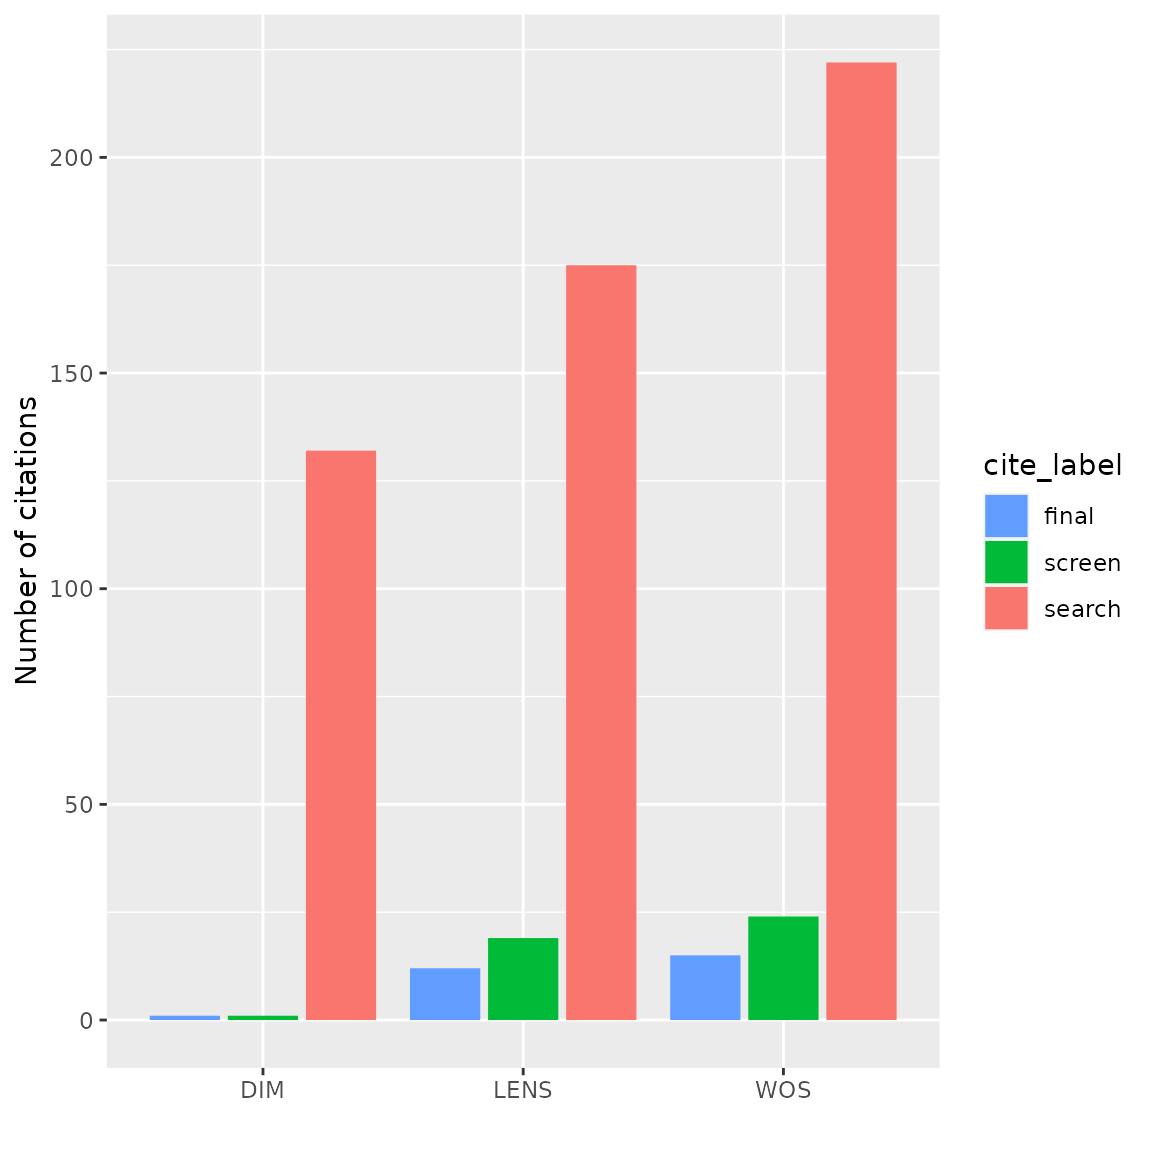 Number of citations
200
150
100
50
0
DIM
LENS
WOS
cite_label
final
screen
search